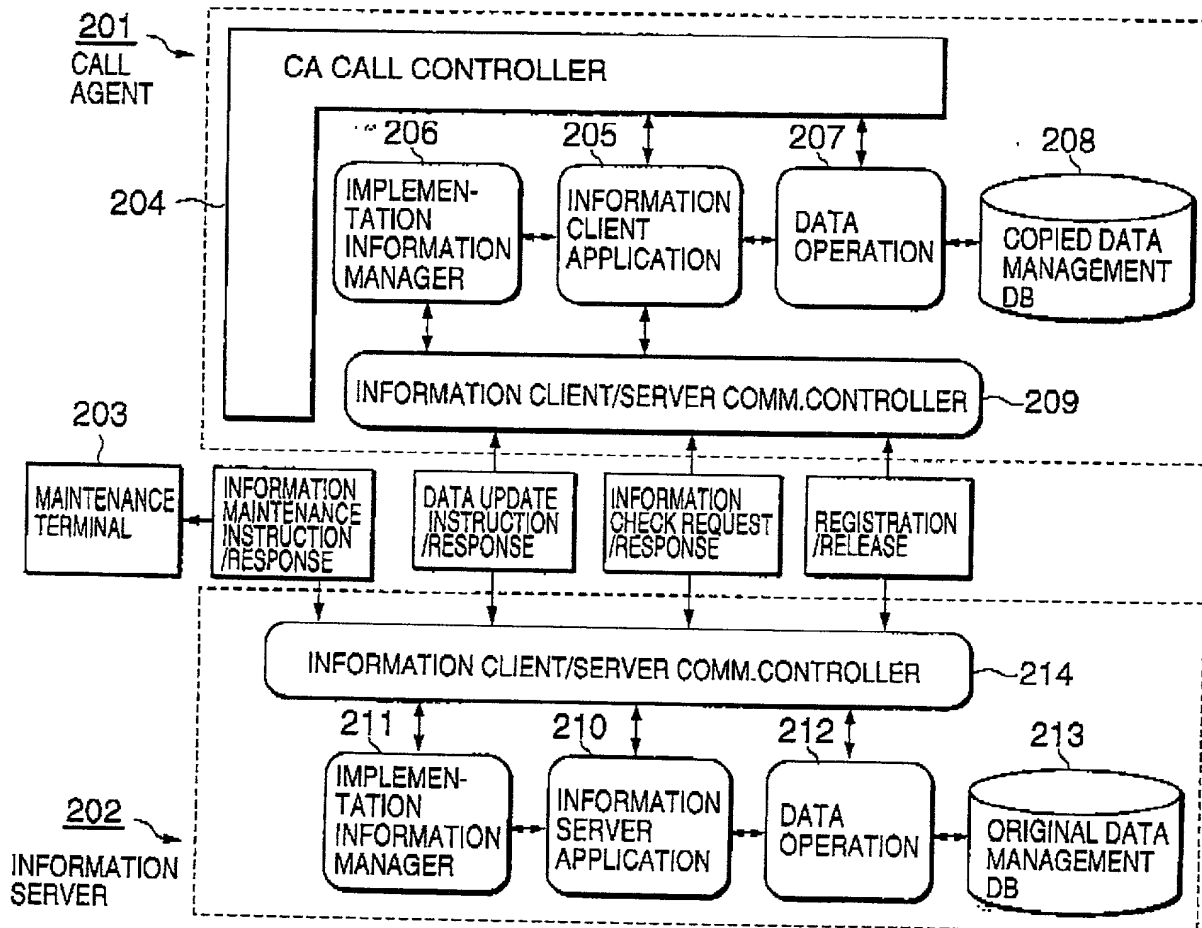 201
CALL
AGENT
CA CALL CONTROLLER
204
206
205
207
208
IMPLEMEN-
TATION
INFORMATION
MANAGER
INFORMATION
CLIENT
APPLICATION
DATA
OPERATION
COPIED DATA
MANAGEMENT
DB
INFORMATION CLIENT/SERVER COMM.CONTROLLER
209
203
MAINTENANCE
TERMINAL
INFORMATION
MAINTENANCE
INSTRUCTION
/RESPONSE
DATA UPDATE
INSTRUCTION
/RESPONSE
INFORMATION
CHECK REQUEST
/RESPONSE
REGISTRATION
/RELEASE
INFORMATION CLIENT/SERVER COMM.CONTROLLER
214
211
210
212
213
IMPLEMEN-
TATION
INFORMATION
MANAGER
INFORMATION
SERVER
APPLICATION
DATA
OPERATION
ORIGINAL DATA
MANAGEMENT
DB
202
INFORMATION
SERVER